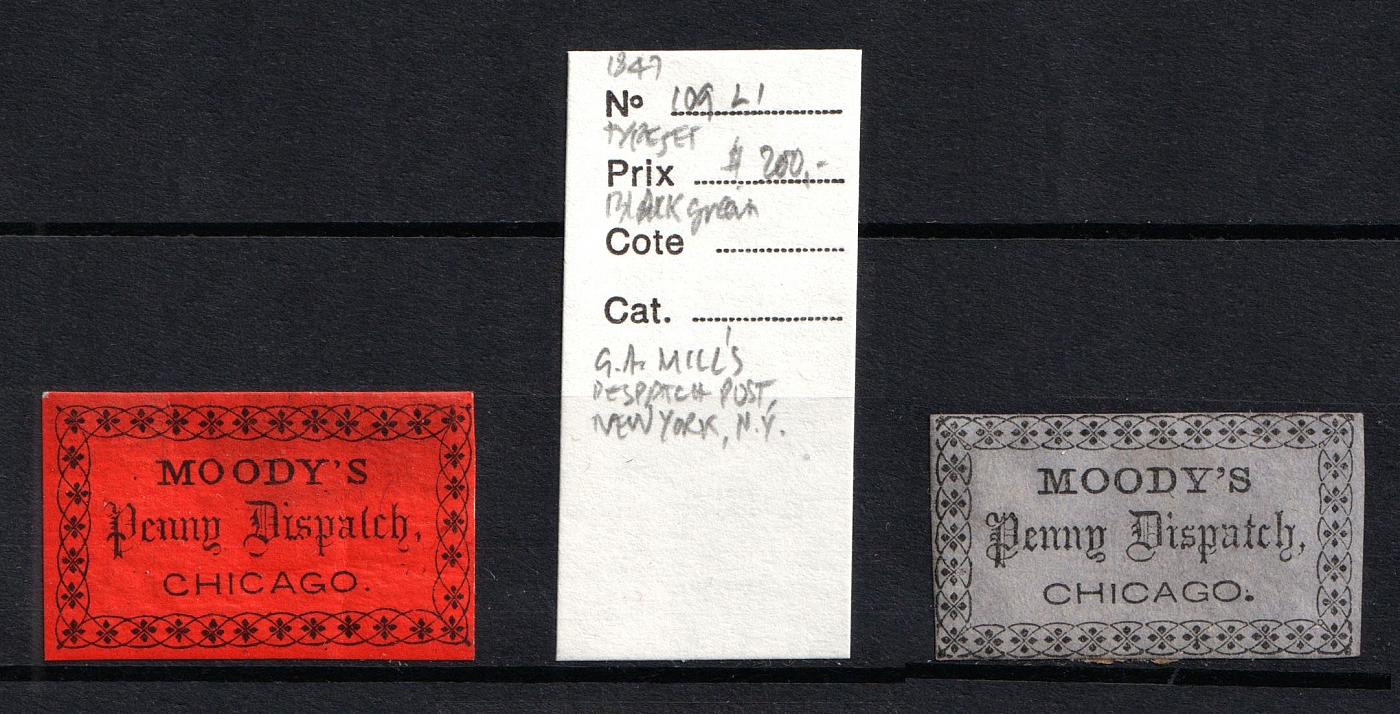 MOODY'S
Penny Dispatch,
CHICAGO.
1847
No 109 L1
TYPESET
Prix $ 200,-
BLACK green
Cote
Cat.
G.A. MILL'S
DESPATCH POST,
NEW YORK, N.Y.
MOODY'S
Penny Dispatch,
CHICAGO.